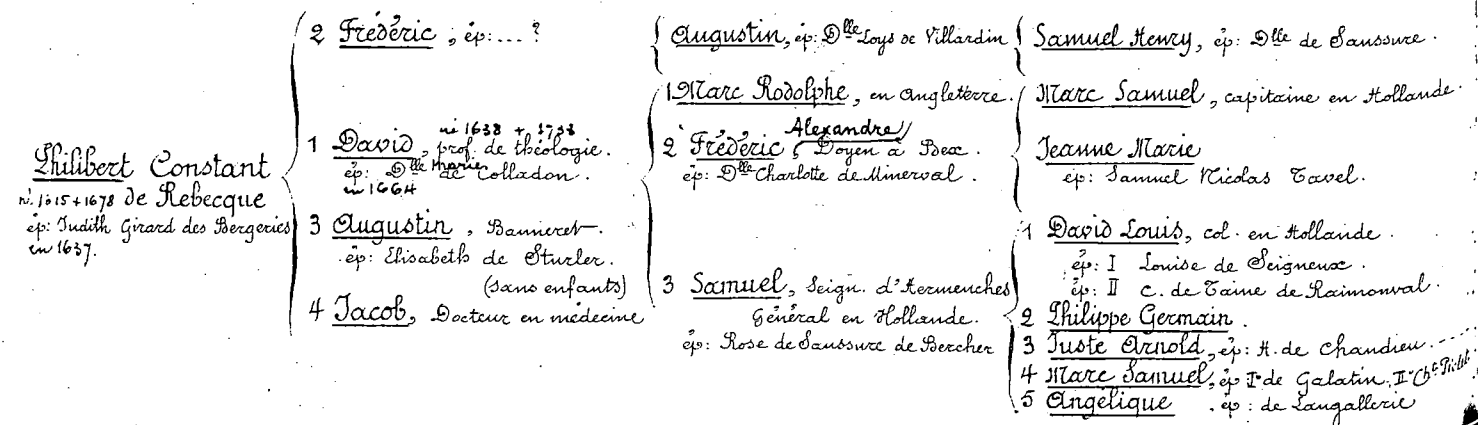 Philibert Constant
né 1615 + 1678 de Rebecque
ép: Judith Girard des Bergeries
en 1637.
2 Frédéric, ép:....?
1 David, prof. de théologie.
né 1638 + 1733
ép: Dlle Marie de Colladon.
en 1664
3 Augustin, Banneret.
ép: Elisabeth de Sturler.
(sans enfants)
4 Jacob, Docteur en médecine
Augustin, ép: Dlle Loys de Villardin
1 Marc Rodolphe, en Angleterre.
Alexandre
2 Frédéric, Doyen à Bex.
ép: Dlle Charlotte de Minerval.
3 Samuel, Seign. d'Hermenches
Général en Hollande.
ép: Rose de Saussure de Bercher
Samuel Henry, ép: Dlle de Saussure.
Marc Samuel, capitaine en Hollande.
Jeanne Marie
ép: Samuel Nicolas Tavel.
1 David Louis, col. en Hollande.
ép: I Louise de Seigneux.
ép: II C. de Taine de Raimonval.
2 Philippe Germain.
3 Juste Arnold, ép: H. de Chandieu.
4 Marc Samuel, ép I° de Galatin. II°
5 Angélique . ép: de Langallerie